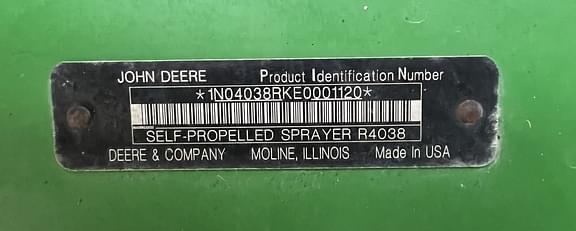 JOHN DEERE Product Identification Number
*1N04038RKE0001120*
SELF-PROPELLED SPRAYER R4038
DEERE & COMPANY MOLINE, ILLINOIS Made In USA